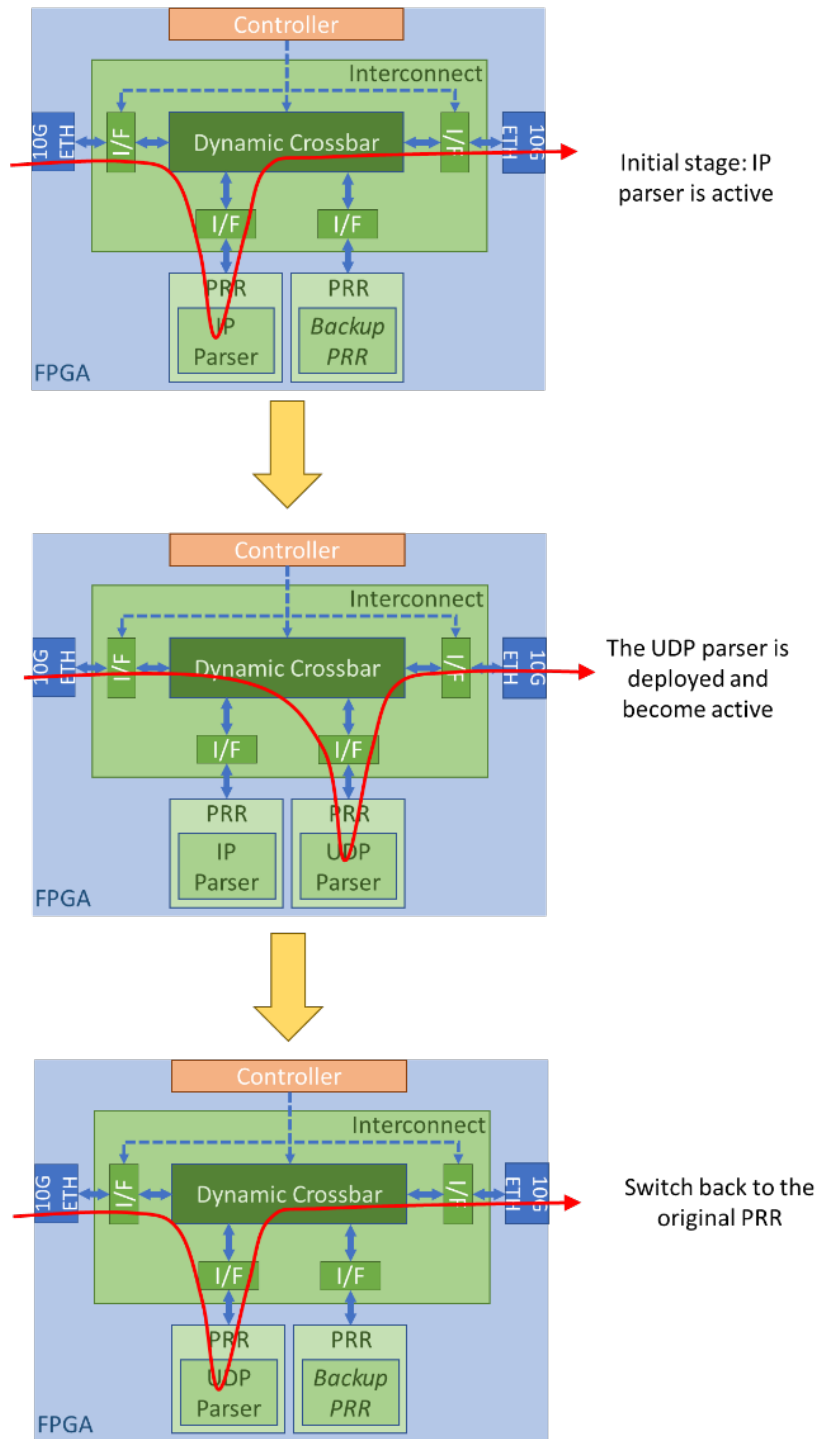 Controller
Interconnect
10G
ETH
I/F
Dynamic Crossbar
I/F
10G
ETH
I/F
I/F
PRR
IP
Parser
PRR
Backup
PRR
FPGA
Initial stage: IP
parser is active
Controller
Interconnect
10G
ETH
I/F
Dynamic Crossbar
I/F
10G
ETH
I/F
I/F
PRR
IP
Parser
PRR
UDP
Parser
FPGA
The UDP parser is
deployed and
become active
Controller
Interconnect
10G
ETH
I/F
Dynamic Crossbar
I/F
10G
ETH
I/F
I/F
PRR
UDP
Parser
PRR
Backup
PRR
FPGA
Switch back to the
original PRR